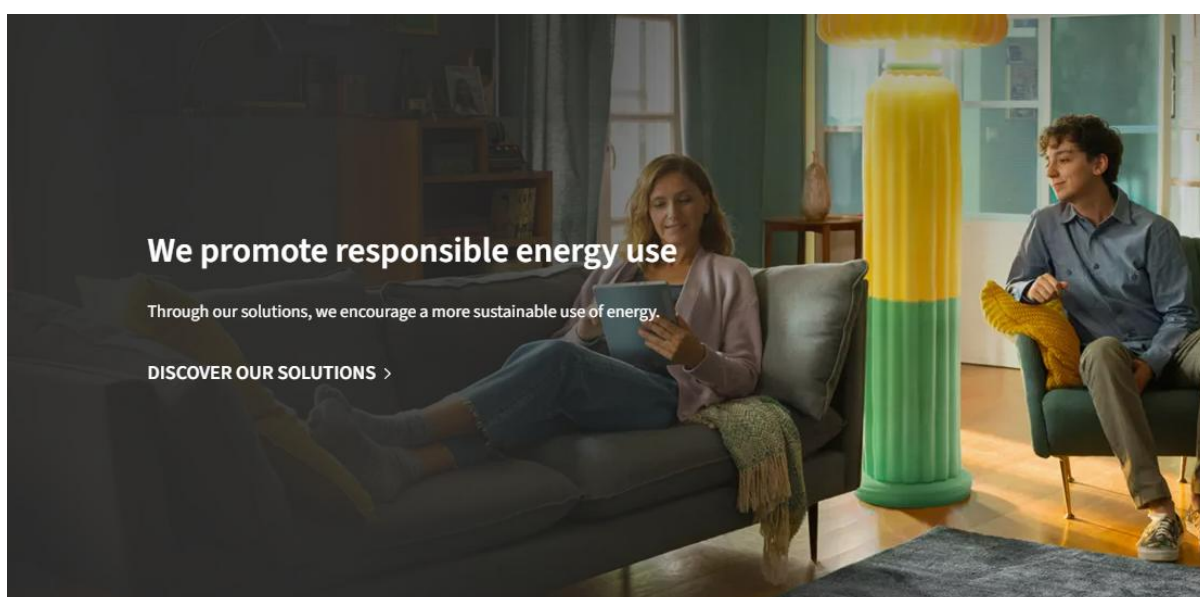 We promote responsible energy use
Through our solutions, we encourage a more sustainable use of energy.
DISCOVER OUR SOLUTIONS >